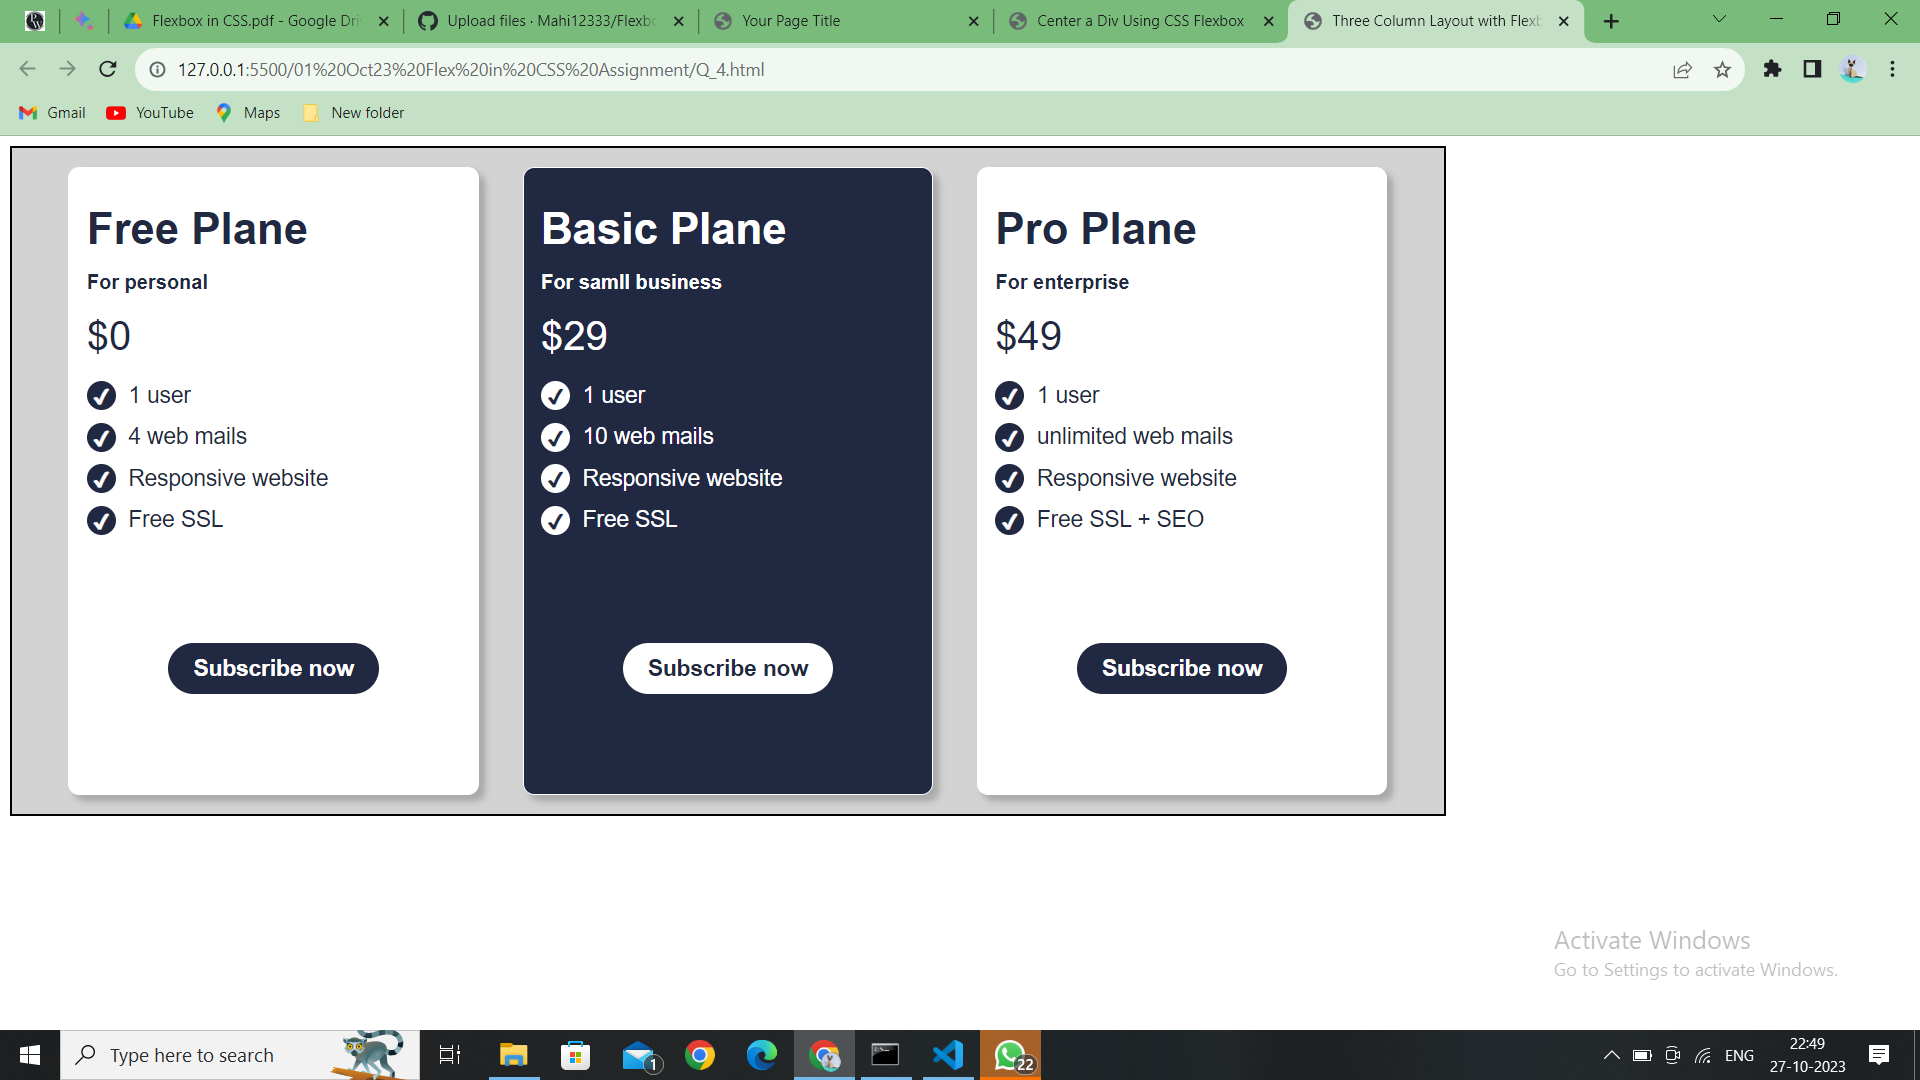 Flexbox in CSS.pdf - Google Dri
Upload files · Mahi12333/Flexbo
Your Page Title
Center a Div Using CSS Flexbox
Three Column Layout with Flexb
127.0.0.1:5500/01%20Oct23%20Flex%20in%20CSS%20Assignment/Q_4.html
Gmail
YouTube
Maps
New folder
Free Plane
For personal
$0
1 user
4 web mails
Responsive website
Free SSL
Subscribe now
Basic Plane
For samll business
$29
1 user
10 web mails
Responsive website
Free SSL
Subscribe now
Pro Plane
For enterprise
$49
1 user
unlimited web mails
Responsive website
Free SSL + SEO
Subscribe now
Activate Windows
Go to Settings to activate Windows.
Type here to search
1
22
ENG
22:49
27-10-2023